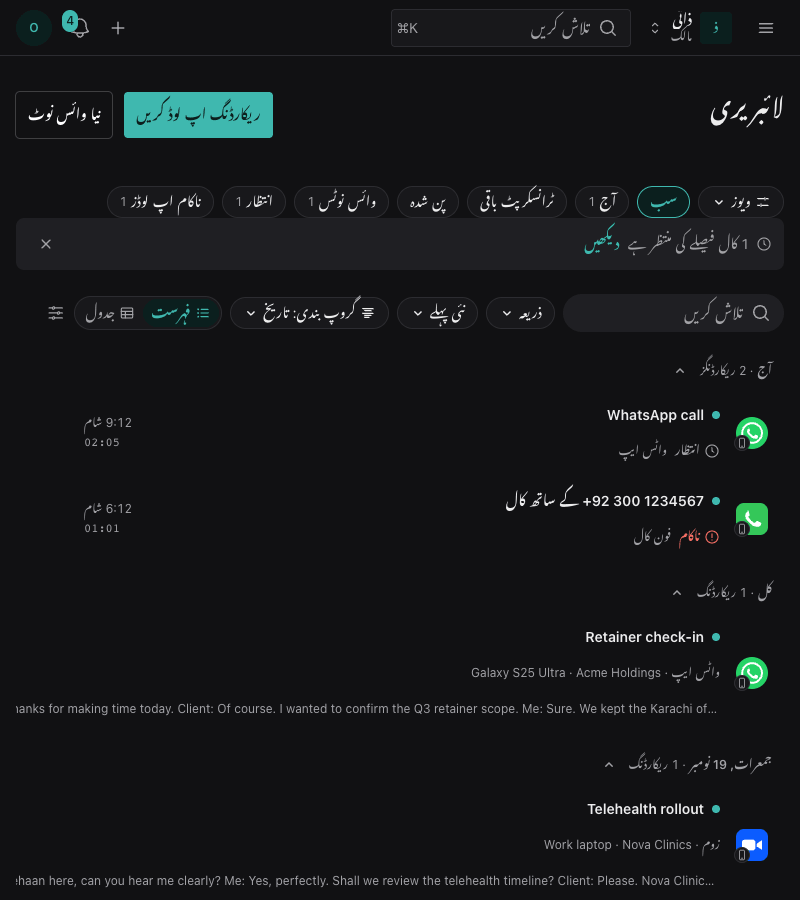 ذ
ذاتی
مالک
تلاش کریں
⌘K
4
O
لائبریری
ریکارڈنگ اپ لوڈ کریں
نیا وائس نوٹ
ویوز
سب
آج 1
ٹرانسکرپٹ باقی
پن شدہ
وائس نوٹس 1
انتظار 1
ناکام اپ لوڈز 1
1 کال فیصلے کی منتظر ہے دیکھیں
تلاش کریں
ذریعہ
نئی پہلے
گروپ بندی: تاریخ
فہرست
جدول
آج · 2 ریکارڈنگز
WhatsApp call
9:12 شام
انتظار واٹس ایپ
02:05
+92 300 1234567 کے ساتھ کال
6:12 شام
ناکام فون کال
01:01
کل · 1 ریکارڈنگ
Retainer check-in
واٹس ایپ · Galaxy S25 Ultra · Acme Holdings
hanks for making time today. Client: Of course. I wanted to confirm the Q3 retainer scope. Me: Sure. We kept the Karachi of…
جمعرات, 19 نومبر · 1 ریکارڈنگ
Telehealth rollout
زوم · Work laptop · Nova Clinics
ehaan here, can you hear me clearly? Me: Yes, perfectly. Shall we review the telehealth timeline? Client: Please. Nova Clinic…